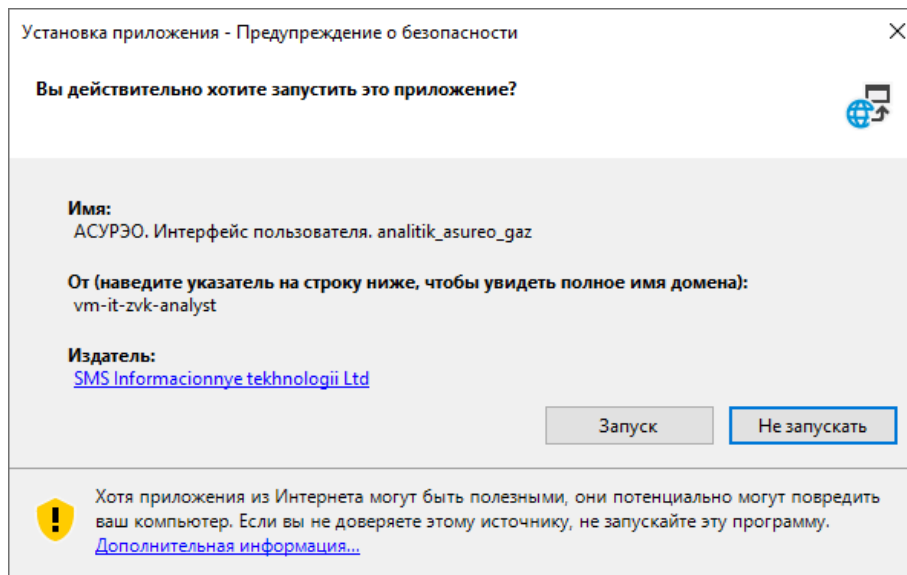 Установка приложения - Предупреждение о безопасности
Вы действительно хотите запустить это приложение?
Имя:
АСУРЭО. Интерфейс пользователя. analitik_asureo_gaz
От (наведите указатель на строку ниже, чтобы увидеть полное имя домена):
vm-it-zvk-analyst
Издатель:
SMS Informacionnye tekhnologii Ltd
Запуск
Не запускать
Хотя приложения из Интернета могут быть полезными, они потенциально могут повредить
ваш компьютер. Если вы не доверяете этому источнику, не запускайте эту программу.
Дополнительная информация...